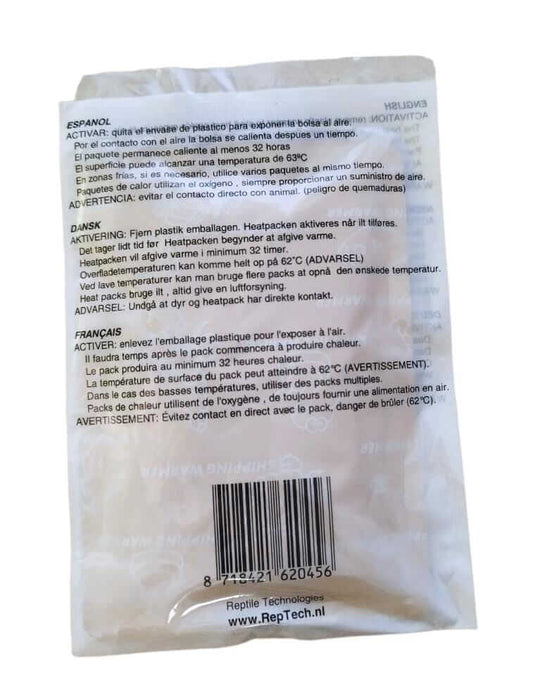 ESPANOL
ACTIVAR: quita el envase de plastico para exponer la bolsa al aire.
Por el contacto con el aire la bolsa se calienta despues un tiempo.
El paquete permanece caliente al menos 32 horas
El superficie puede alcanzar una temperatura de 63ºC
En zonas frías, si es necesario, utilice varios paquetes al mismo tiempo.
Paquetes de calor utilizan el oxígeno , siempre proporcionar un suministro de aire.
ADVERTENCIA: evitar el contacto directo con animal. (peligro de quemaduras)
DANSK
AKTIVERING: Fjern plastik emballagen. Heatpacken aktiveres når ilt tilføres.
Det tager lidt tid før Heatpacken begynder at afgive varme.
Heatpacken vil afgive varme i minimum 32 timer.
Overfladetemperaturen kan komme helt op på 62°C (ADVARSEL)
Ved lave temperaturer kan man bruge flere packs at opnå den ønskede temperatur.
Heat packs bruge ilt , altid give en luftforsyning.
ADVARSEL: Undgå at dyr og heatpack har direkte kontakt.
FRANÇAIS
ACTIVER: enlevez l'emballage plastique pour l'exposer à l'air.
Il faudra temps après le pack commencera à produire chaleur.
Le pack produira au minimum 32 heures chaleur.
La température de surface du pack peut atteindre à 62°C (AVERTISSEMENT).
Dans le cas des basses températures, utiliser des packs multiples.
Packs de chaleur utilisent de l'oxygène , de toujours fournir une alimentation en air.
AVERTISSEMENT: Évitez contact en direct avec le pack, danger de brûler (62°C).
ENGLISH
ACTIVATION:
SHIPPING WARMER
8 718421 620456
Reptile Technologies
www.RepTech.nl